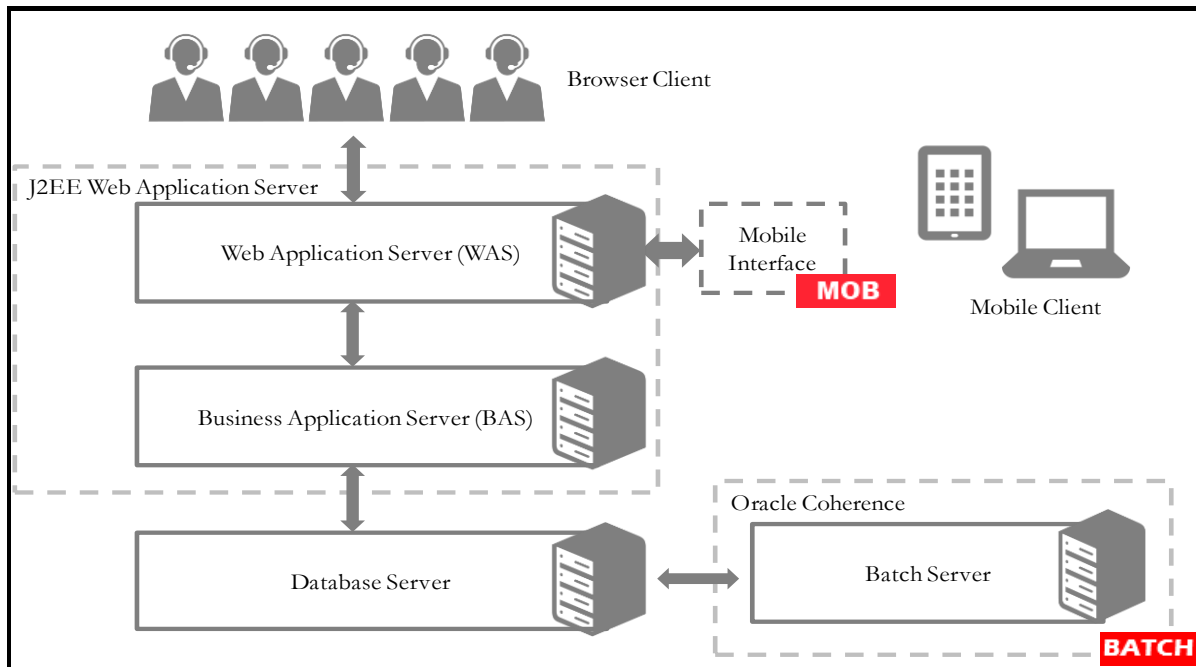 Browser Client
J2EE Web Application Server
Web Application Server (WAS)
Mobile
Interface
MOB
Mobile Client
Business Application Server (BAS)
Oracle Coherence
Database Server
Batch Server
BATCH